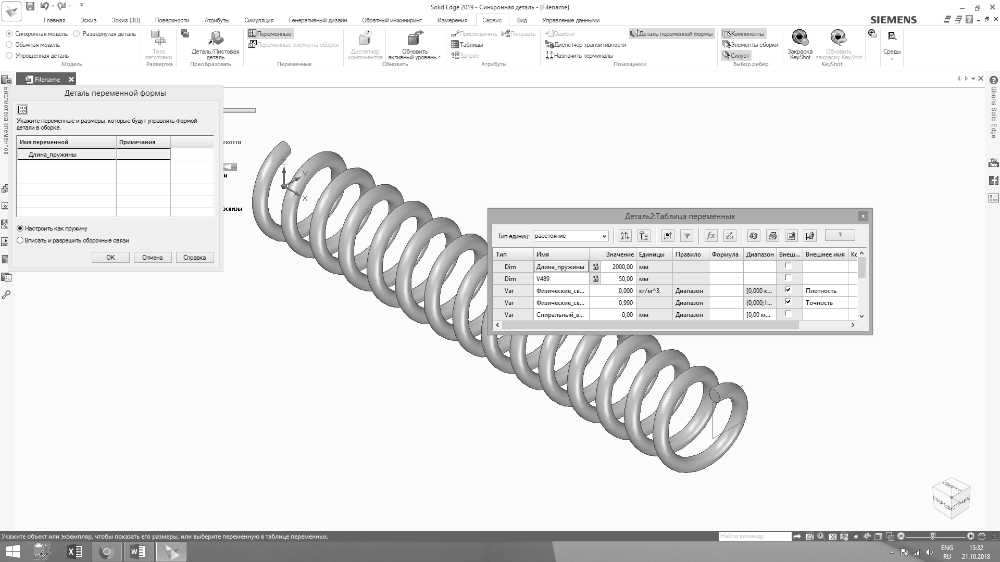 Solid Edge 2019 - Синхронная деталь - [Filename]
Главная Эскиз Эскиз (3D) Поверхности Атрибуты Симуляция Генеративный дизайн Обратный инжиниринг Измерения Сервис Вид Управление данными
SIEMENS
Синхронная модель Развернутая деталь
Обычная модель
Упрощенная деталь
Модель
Тело заготовки
Развертка
Деталь/Листовая деталь
Преобразовать
Переменные
Переменные элемента сборки
Переменные
Диспетчер компонентов
Обновить активный уровень
Обновить
Присоединить Показать
Таблицы
Запрос
Атрибуты
Ошибки
Диспетчер транзитивности
Назначить терминалы
Деталь переменной формы
Помощники
Компоненты
Элементы сборки
Силуэт
Выбор ребер
Закраска KeyShot
Обновить закраску KeyShot
KeyShot
Среды
Filename
Библиотека элементов
Школа Solid Edge
You Tube
Деталь переменной формы
Укажите переменные и размеры, которые будут управлять формой
детали в сборке.
Имя переменной Примечания
Длина_пружины
Настроить как пружину
Вписать и разрешить сборочные связи
OK Отмена Справка
скости
и
эскизы
Z
Y
X
Деталь2:Таблица переменных
Тип единиц: расстояние ?
Тип Имя Значение Единицы Правило Формула Диапазон Внеш... Внешнее имя Кс
Dim Длина_пружины 2000,00 мм
Dim V489 50,00 мм
Var Физические_св... 0,000 кг/м^3 Диапазон [0,000 к... Плотность
Var Физические_св... 0,990 Диапазон (0,000;1... Точность
Var Спиральный_в... 0,00 мм Диапазон [0,00 м...
СВЕРХУ
СПЕРЕДИ
СПРАВА
Укажите объект или экземпляр, чтобы показать его размеры, или выберите переменную в таблице переменных.
Найти команду
ENG
RU
15:32
21.10.2018